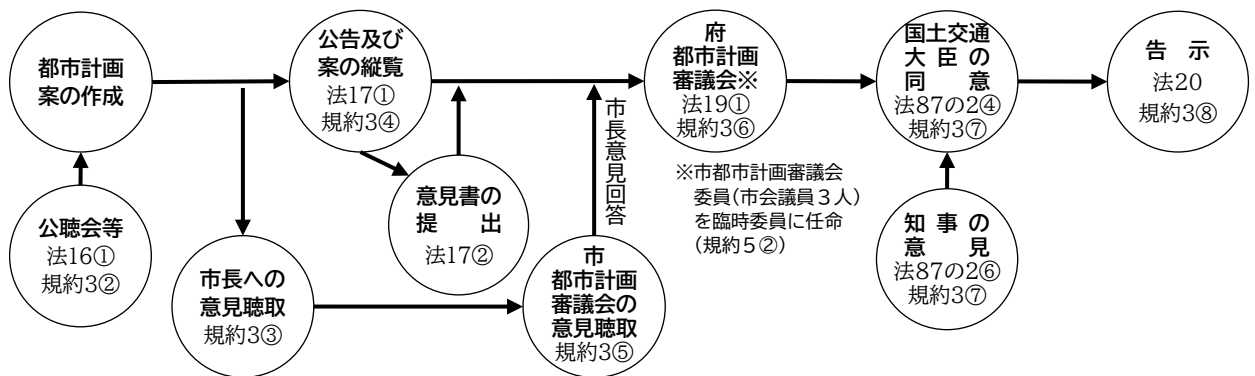 都市計画
案の作成
公聴会等
法16①
規約3②
市長への
意見聴取
規約3③
公告及び
案の縦覧
法17①
規約3④
意見書の
提　出
法17②
市
都市計画
審議会の
意見聴取
規約3⑤
市長意見回答
府
都市計画
審議会※
法19①
規約3⑥
※市都市計画審議会
委員(市会議員３人)
を臨時委員に任命
(規約５②)
国土交通
大臣の
同　意
法87の2④
規約3⑦
知事の
意　見
法87の2⑥
規約3⑦
告　示
法20
規約3⑧